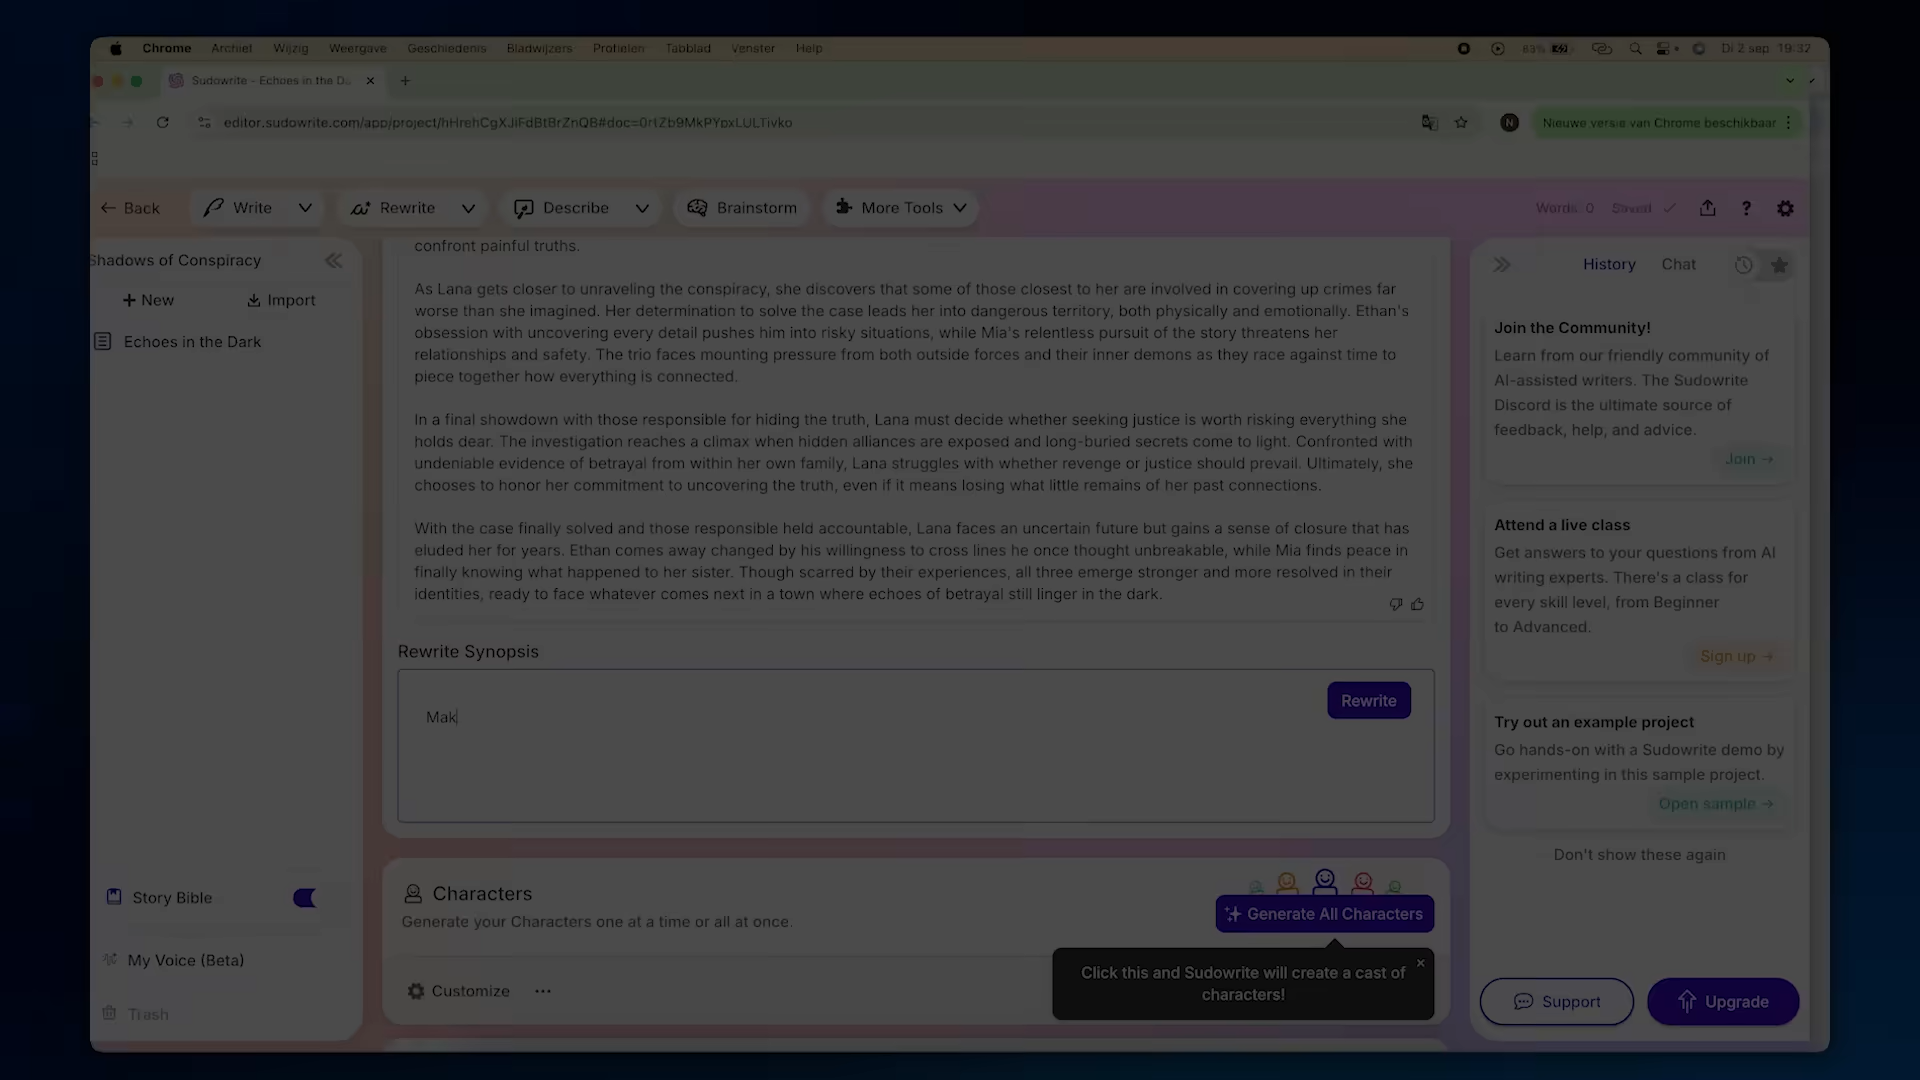 Chrome Archief Wijzig Weergave Geschiedenis Bladwijzers Profielen Tabblad Venster Help 83% Di 2 sep 19:32
Sudowrite - Echoes in the Da
Nieuwe versie van Chrome beschikbaar
Back Write Rewrite Describe Brainstorm More Tools Words: 0 Saved ?
Shadows of Conspiracy
New Import
Echoes in the Dark
confront painful truths.
As Lana gets closer to unraveling the conspiracy, she discovers that some of those closest to her are involved in covering up crimes far
worse than she imagined. Her determination to solve the case leads her into dangerous territory, both physically and emotionally. Ethan's
obsession with uncovering every detail pushes him into risky situations, while Mia's relentless pursuit of the story threatens her
relationships and safety. The trio faces mounting pressure from both outside forces and their inner demons as they race against time to
piece together how everything is connected.
In a final showdown with those responsible for hiding the truth, Lana must decide whether seeking justice is worth risking everything she
holds dear. The investigation reaches a climax when hidden alliances are exposed and long-buried secrets come to light. Confronted with
undeniable evidence of betrayal from within her own family, Lana struggles with whether revenge or justice should prevail. Ultimately, she
chooses to honor her commitment to uncovering the truth, even if it means losing what little remains of her past connections.
With the case finally solved and those responsible held accountable, Lana faces an uncertain future but gains a sense of closure that has
eluded her for years. Ethan comes away changed by his willingness to cross lines he once thought unbreakable, while Mia finds peace in
finally knowing what happened to her sister. Though scarred by their experiences, all three emerge stronger and more resolved in their
identities, ready to face whatever comes next in a town where echoes of betrayal still linger in the dark.
Rewrite Synopsis
Rewrite
Mak
Characters
Generate your Characters one at a time or all at once.
Generate All Characters
Click this and Sudowrite will create a cast of
characters!
Customize
Story Bible
My Voice (Beta)
Trash
History Chat
Join the Community!
Learn from our friendly community of
AI-assisted writers. The Sudowrite
Discord is the ultimate source of
feedback, help, and advice.
Join →
Attend a live class
Get answers to your questions from AI
writing experts. There's a class for
every skill level, from Beginner
to Advanced.
Sign up →
Try out an example project
Go hands-on with a Sudowrite demo by
experimenting in this sample project.
Open sample →
Don't show these again
Support Upgrade